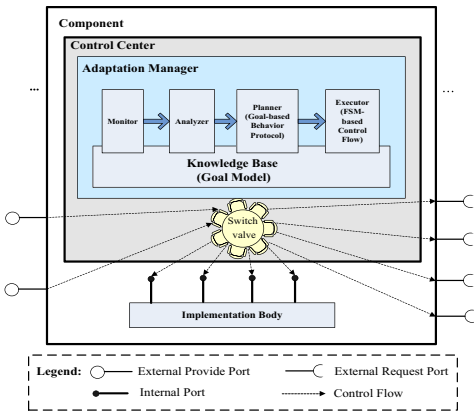 Component
Control Center
Adaptation Manager
...
...
Monitor
Analyzer
Planner
(Goal-based
Behavior
Protocol)
Executor
(FSM-
based
Control
Flow)
Knowledge Base
(Goal Model)
Switch
valve
Implementation Body
Legend:
External Provide Port
External Request Port
Internal Port
Control Flow